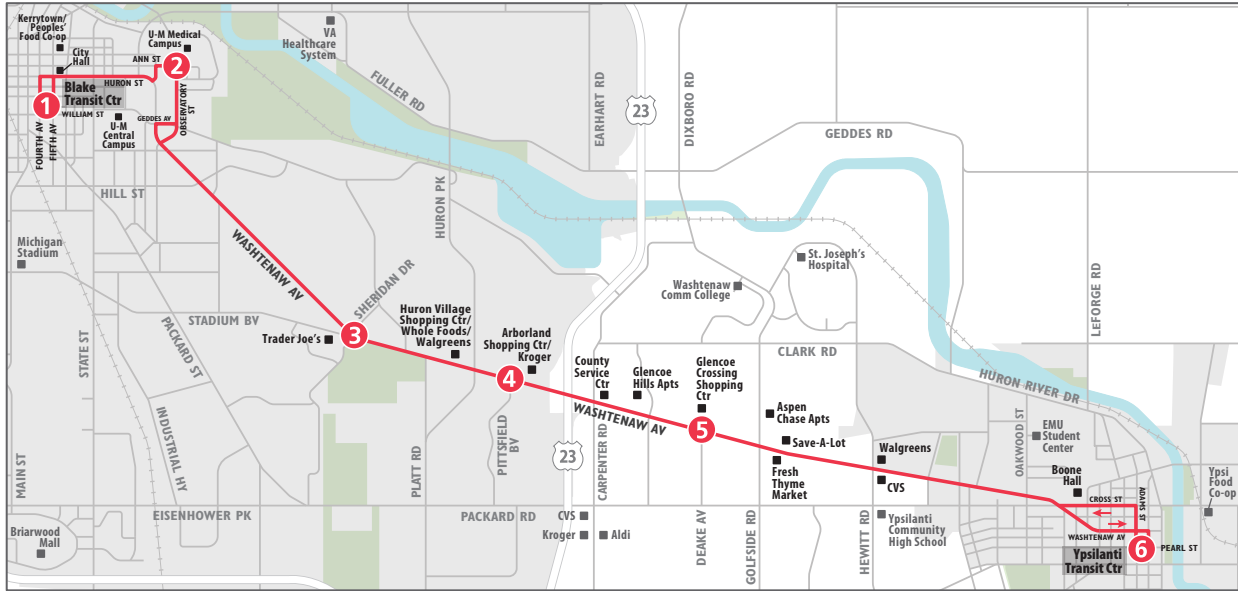 Kerrytown/
Peoples'
Food Co-op
City
Hall
U-M Medical
Campus
ANN ST
2
HURON ST
Blake
Transit Ctr
1
WILLIAM ST
FOURTH AV
FIFTH AV
U-M
Central
Campus
GEDDES AV
OBSERVATORY
ST
VA
Healthcare
System
FULLER RD
EARHART RD
23
DIXBORO RD
GEDDES RD
HILL ST
HURON PK
Michigan
Stadium
WASHTENAW AV
SHERIDAN DR
St. Joseph's
Hospital
Washtenaw
Comm College
LEFORGE RD
STATE ST
PACKARD ST
STADIUM BV
Trader Joe's
3
Huron Village
Shopping Ctr/
Whole Foods/
Walgreens
Arborland
Shopping Ctr/
Kroger
4
County
Service
Ctr
Glencoe
Hills Apts
Glencoe
Crossing
Shopping
Ctr
CLARK RD
HURON RIVER DR
WASHTENAW AV
5
Aspen
Chase Apts
Save-A-Lot
Fresh
Thyme
Market
Walgreens
CVS
OAKWOOD ST
EMU
Student
Center
Boone
Hall
MAIN ST
INDUSTRIAL HY
PLATT RD
PITTSFIELD
BV
23
CARPENTER RD
DEAKE AV
GOLFSIDE RD
HEWITT RD
CROSS ST
ADAMS ST
Ypsi
Food
Co-op
EISENHOWER PK
PACKARD RD
CVS
Kroger
Aldi
Ypsilanti
Community
High School
WASHTENAW AV
6
PEARL ST
Ypsilanti
Transit Ctr
Briarwood
Mall